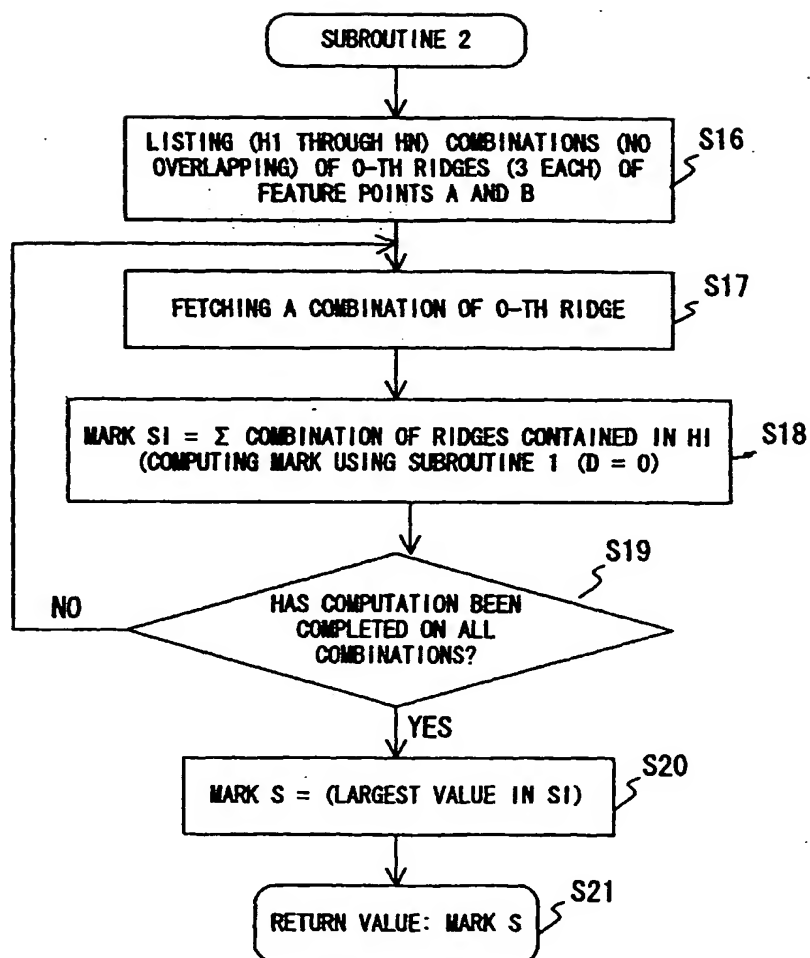 SUBROUTINE 2
LISTING (H1 THROUGH HN) COMBINATIONS (NO
OVERLAPPING) OF 0-TH RIDGES (3 EACH) OF
FEATURE POINTS A AND B
S16
FETCHING A COMBINATION OF 0-TH RIDGE
S17
MARK SI = Σ COMBINATION OF RIDGES CONTAINED IN HI
(COMPUTING MARK USING SUBROUTINE 1 (D = 0)
S18
S19
HAS COMPUTATION BEEN
COMPLETED ON ALL
COMBINATIONS?
NO
YES
MARK S = (LARGEST VALUE IN SI)
S20
RETURN VALUE: MARK S
S21